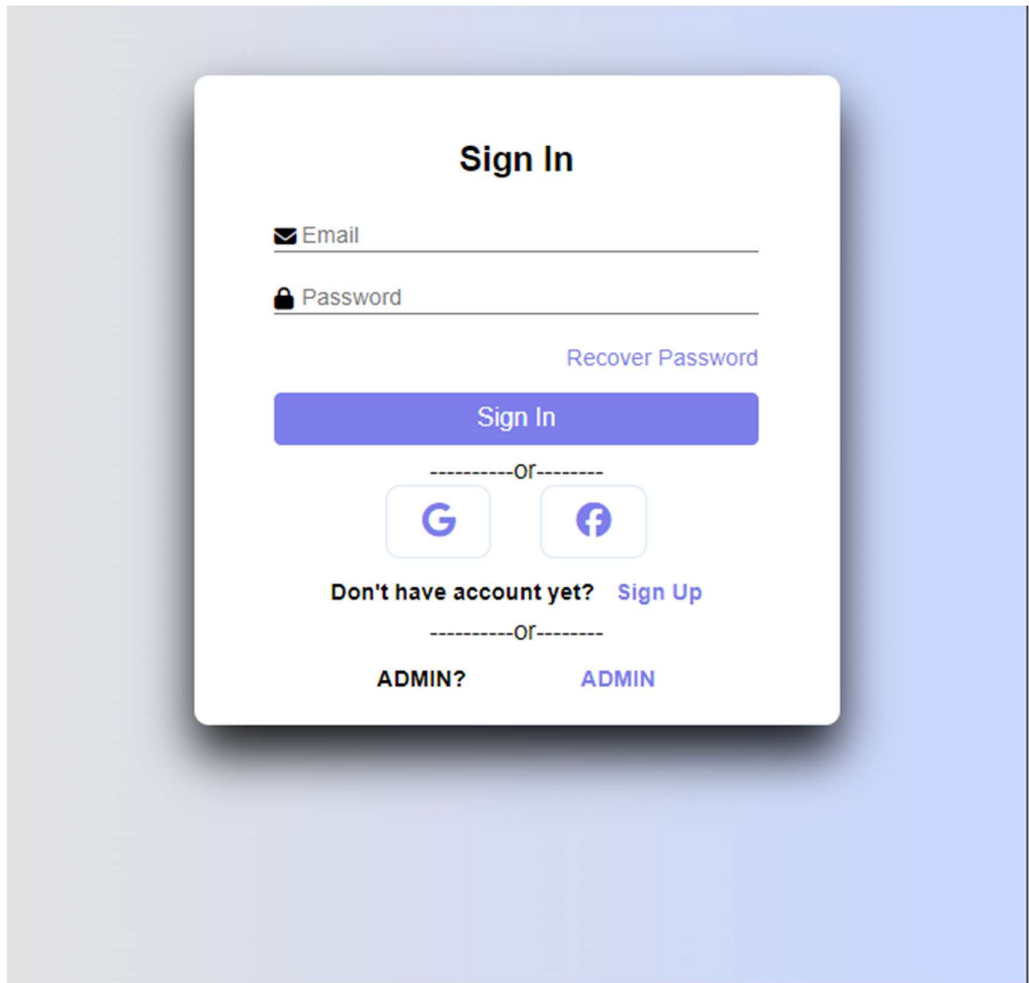 Sign In
Email
Password
Recover Password
Sign In
----------or--------
Don't have account yet? Sign Up
----------or--------
ADMIN? ADMIN